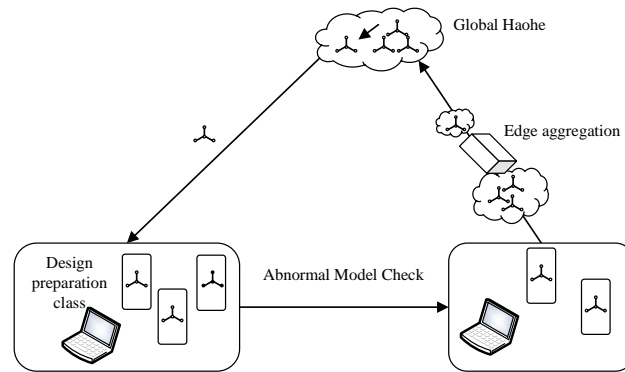 Global Haohe
Edge aggregation
Design
preparation
class
Abnormal Model Check